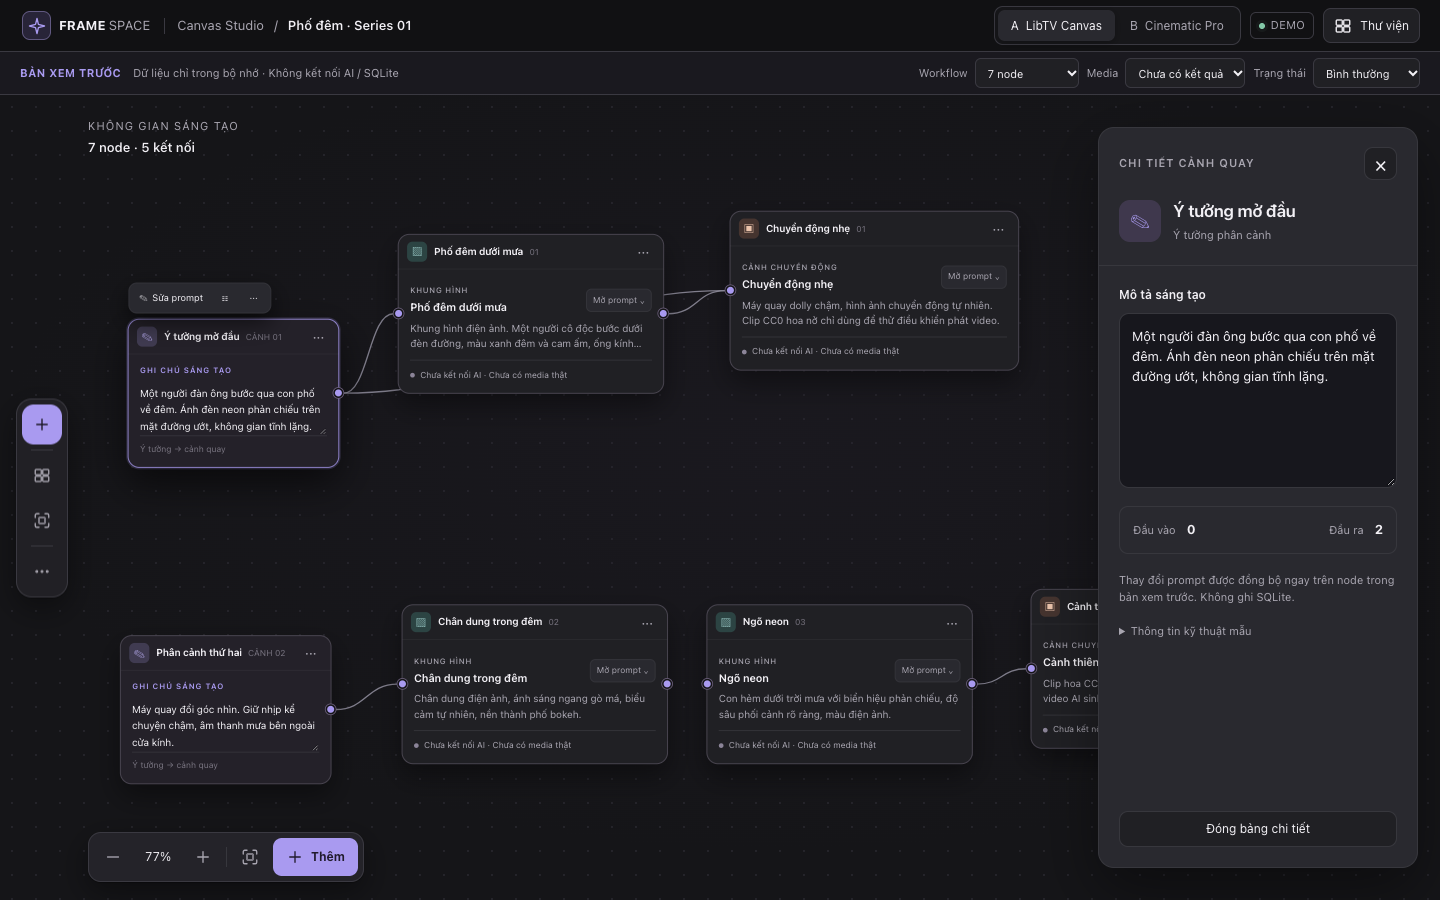 FRAME SPACE
Canvas Studio / Phố đêm · Series 01
A LibTV Canvas
B Cinematic Pro
DEMO
Thư viện
BẢN XEM TRƯỚC
Dữ liệu chỉ trong bộ nhớ · Không kết nối AI / SQLite
Workflow
7 node
Media
Chưa có kết quả
Trạng thái
Bình thường
KHÔNG GIAN SÁNG TẠO
7 node · 5 kết nối
Sửa prompt
Ý tưởng mở đầu CẢNH 01
GHI CHÚ SÁNG TẠO
Một người đàn ông bước qua con phố
về đêm. Ánh đèn neon phản chiếu trên
mặt đường ướt, không gian tĩnh lặng.
Ý tưởng → cảnh quay
Phố đêm dưới mưa 01
KHUNG HÌNH
Phố đêm dưới mưa
Mở prompt
Khung hình điện ảnh. Một người cô độc bước dưới
đèn đường, màu xanh đêm và cam ấm, ống kính...
Chưa kết nối AI · Chưa có media thật
Chuyển động nhẹ 01
CẢNH CHUYỂN ĐỘNG
Chuyển động nhẹ
Mở prompt
Máy quay dolly chậm, hình ảnh chuyển động tự nhiên.
Clip CC0 hoa nở chỉ dùng để thử điều khiển phát video.
Chưa kết nối AI · Chưa có media thật
Phân cảnh thứ hai CẢNH 02
GHI CHÚ SÁNG TẠO
Máy quay đổi góc nhìn. Giữ nhịp kể
chuyện chậm, âm thanh mưa bên ngoài
cửa kính.
Ý tưởng → cảnh quay
Chân dung trong đêm 02
KHUNG HÌNH
Chân dung trong đêm
Mở prompt
Chân dung điện ảnh, ánh sáng ngang gò má, biểu
cảm tự nhiên, nền thành phố bokeh.
Chưa kết nối AI · Chưa có media thật
Ngõ neon 03
KHUNG HÌNH
Ngõ neon
Mở prompt
Con hẻm dưới trời mưa với biển hiệu phản chiếu, độ
sâu phối cảnh rõ ràng, màu điện ảnh.
Chưa kết nối AI · Chưa có media thật
Cảnh t
CẢNH CHUY
Cảnh thiên
Clip hoa CC
video AI sin
Chưa kết n
CHI TIẾT CẢNH QUAY
Ý tưởng mở đầu
Ý tưởng phân cảnh
Mô tả sáng tạo
Một người đàn ông bước qua con phố về
đêm. Ánh đèn neon phản chiếu trên mặt
đường ướt, không gian tĩnh lặng.
Đầu vào 0
Đầu ra 2
Thay đổi prompt được đồng bộ ngay trên node trong
bản xem trước. Không ghi SQLite.
Thông tin kỹ thuật mẫu
Đóng bảng chi tiết
77%
Thêm